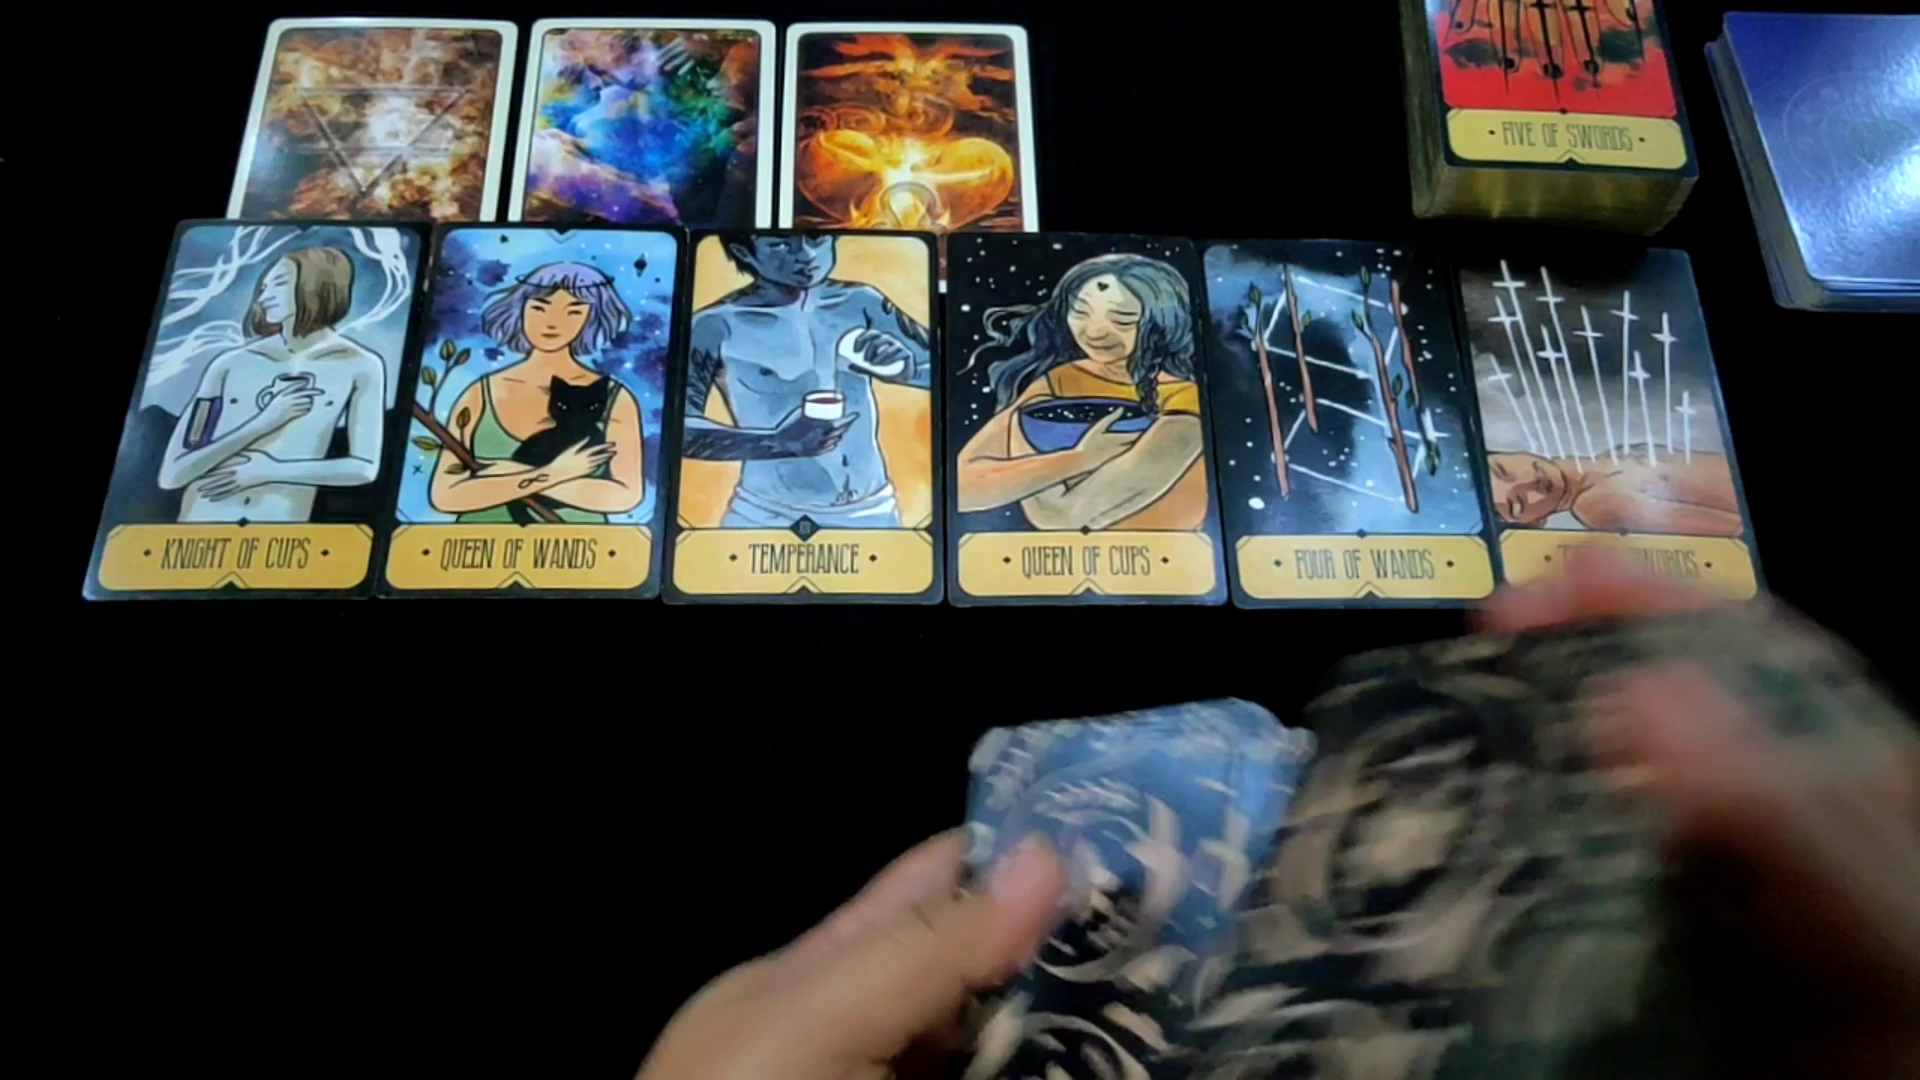 FIVE OF SWORDS
KNIGHT OF CUPS
QUEEN OF WANDS
TEMPERANCE
QUEEN OF CUPS
FOUR OF WANDS